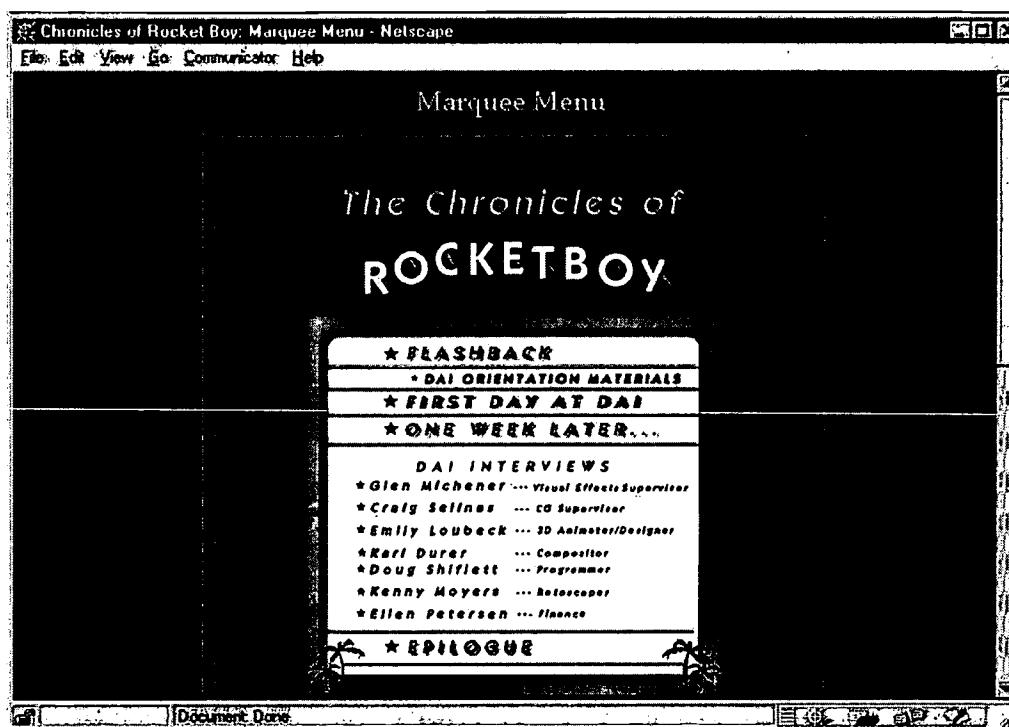 Chronicles of Rocket Boy: Marquee Menu - Netscape
File Edit View Go Communicator Help
Marquee Menu
The Chronicles of
ROCKETBOY
★ FLASHBACK
★ DAI ORIENTATION MATERIALS
★ FIRST DAY AT DAI
★ ONE WEEK LATER...
DAI INTERVIEWS
★ Glen Michener --- Visual Effects Supervisor
★ Craig Selinas --- CG Supervisor
★ Emily Loubeck --- 3D Animator/Designer
★ Karl Durer --- Compositor
★ Doug Shiflett --- Programmer
★ Kenny Moyers --- Rotoscoper
★ Ellen Petersen --- Finance
★ EPILOGUE
Document: Done